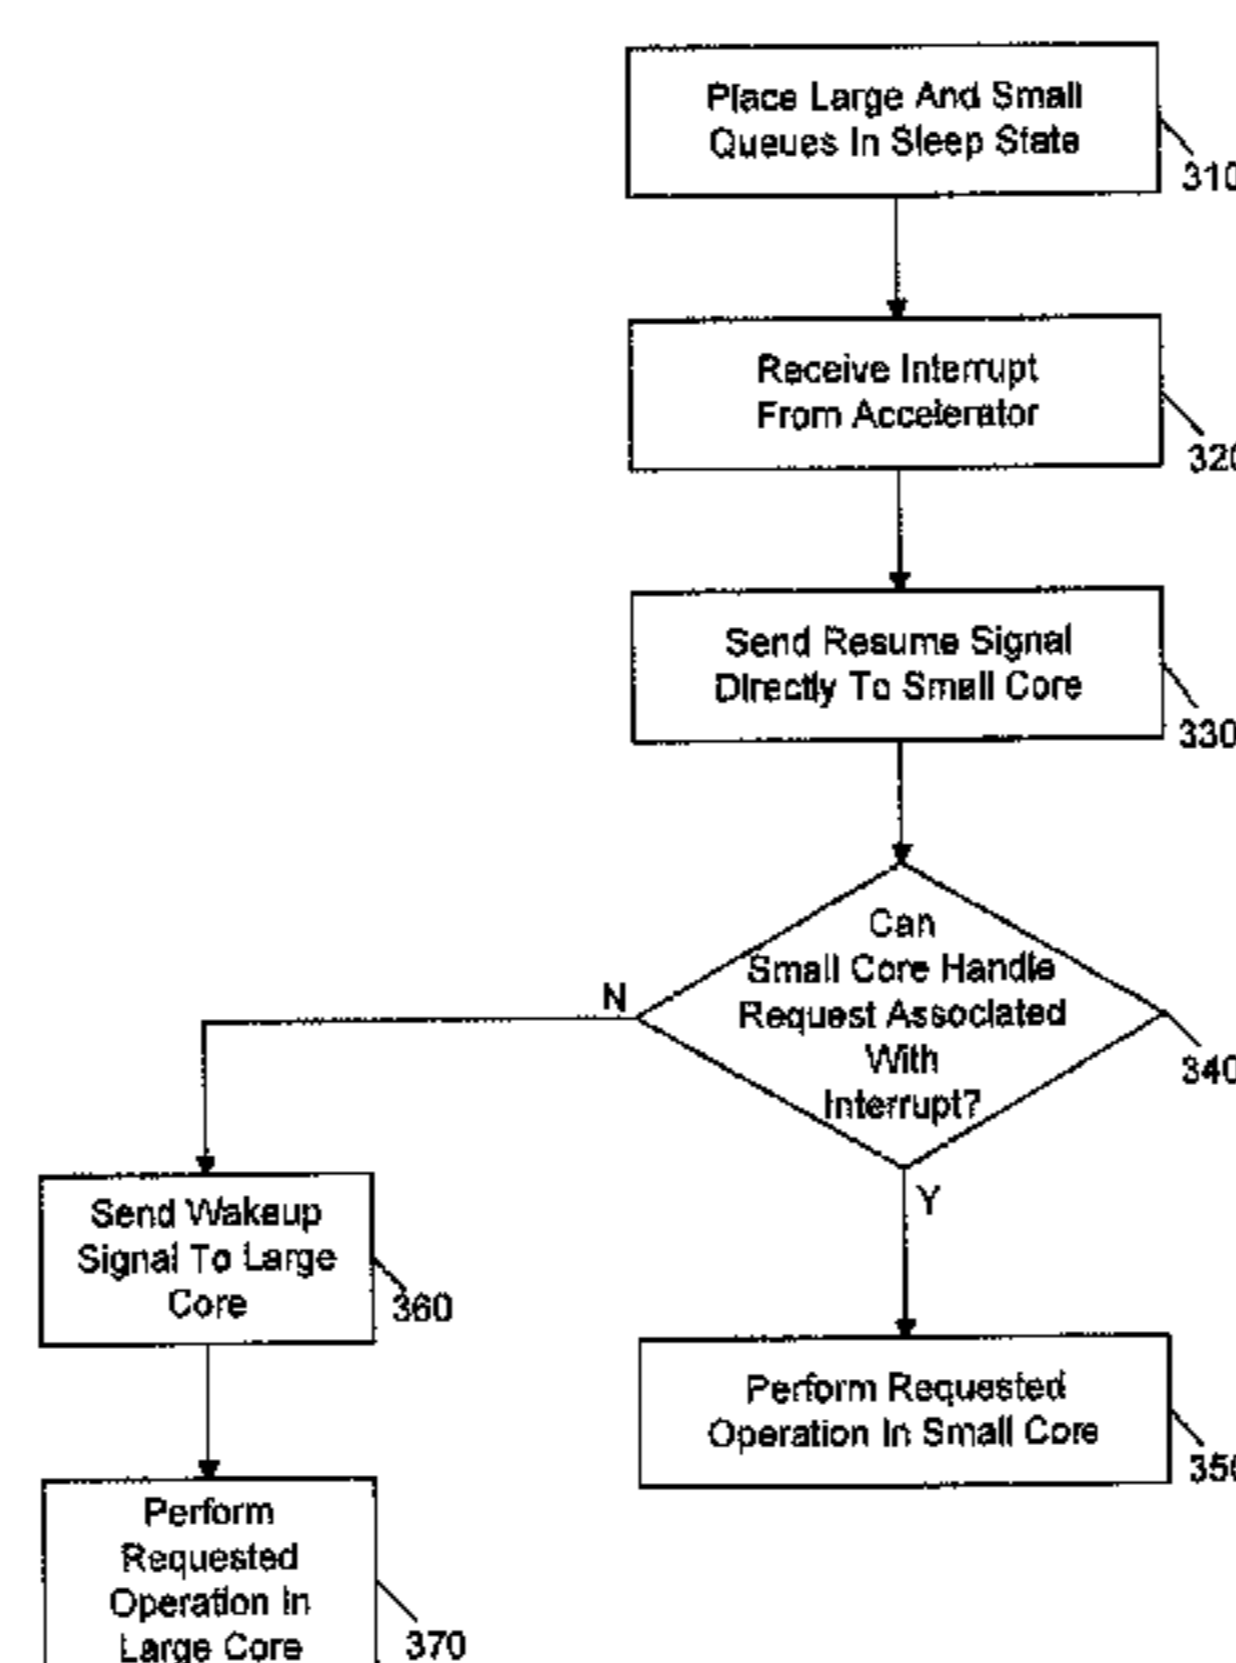 Place Large And Small
Queues In Sleep State
310
Receive Interrupt
From Accelerator
320
Send Resume Signal
Directly To Small Core
330
Can
Small Core Handle
Request Associated
With
Interrupt?
340
N
Y
Send Wakeup
Signal To Large
Core
360
Perform Requested
Operation In Small Core
350
Perform
Requested
Operation In
Large Core
370